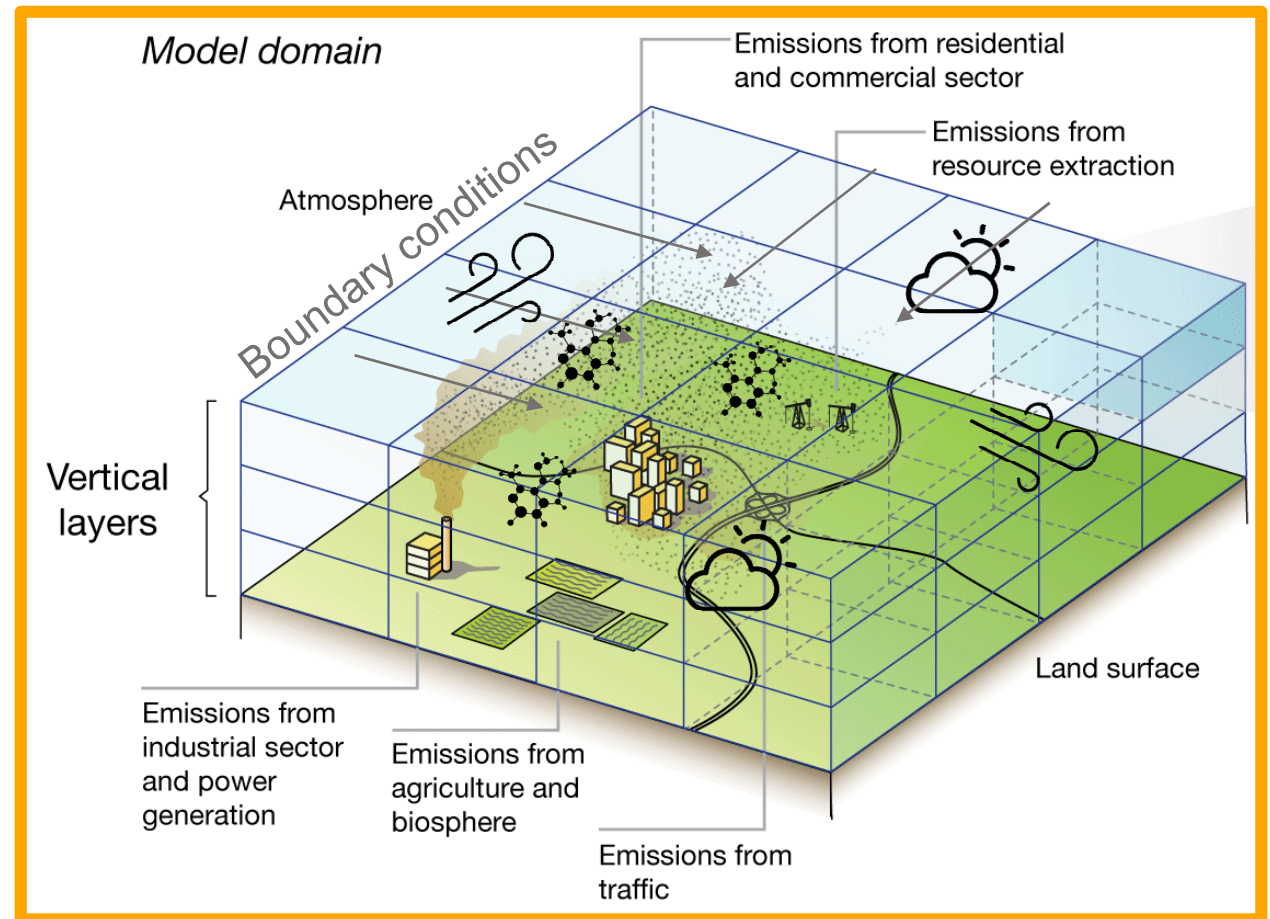 Model domain
Emissions from residential
and commercial sector
Emissions from
resource extraction
Atmosphere
Boundary conditions
Vertical
layers
Land surface
Emissions from
industrial sector
and power
generation
Emissions from
agriculture and
biosphere
Emissions from
traffic